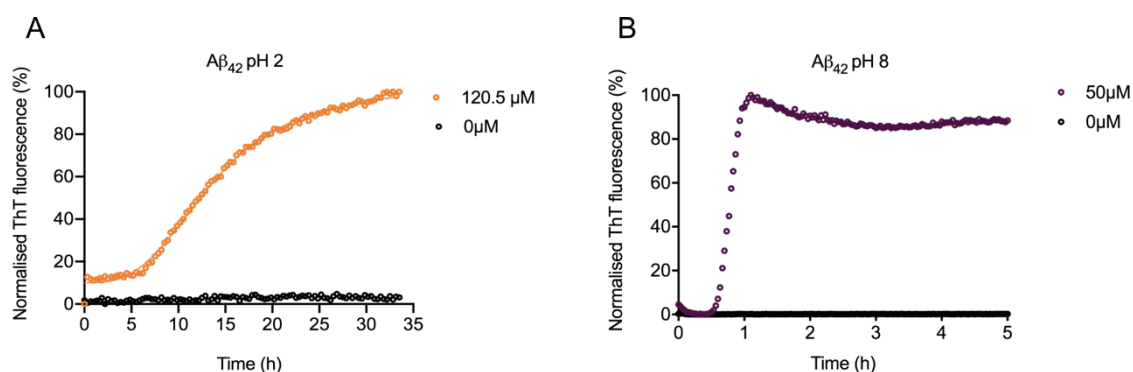 A
Aβ42 pH 2
Normalised ThT fluorescence (%)
100
80
60
40
20
0
0 5 10 15 20 25 30 35
Time (h)
120.5 µM
0µM
B
Aβ42 pH 8
Normalised ThT fluorescence (%)
100
80
60
40
20
0
0 1 2 3 4 5
Time (h)
50µM
0µM